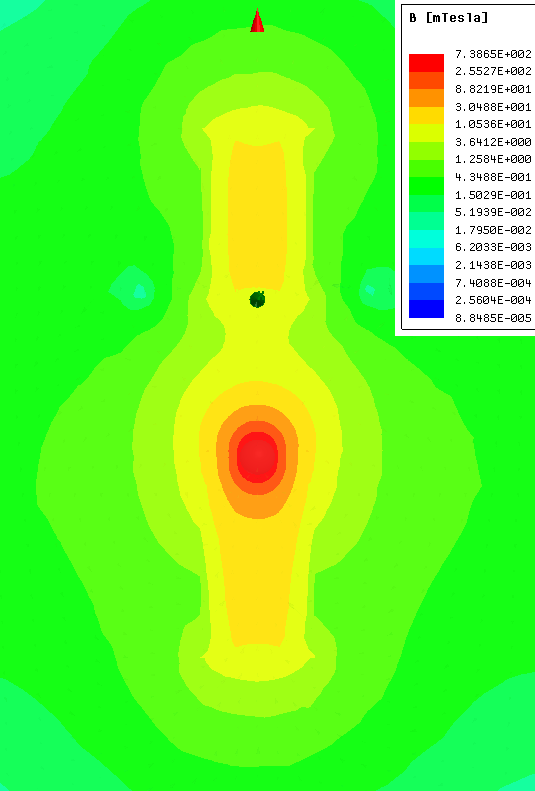 B [mTesla]
7.3865E+002
2.5527E+002
8.8219E+001
3.0488E+001
1.0536E+001
3.6412E+000
1.2584E+000
4.3488E-001
1.5029E-001
5.1939E-002
1.7950E-002
6.2033E-003
2.1438E-003
7.4088E-004
2.5604E-004
8.8485E-005